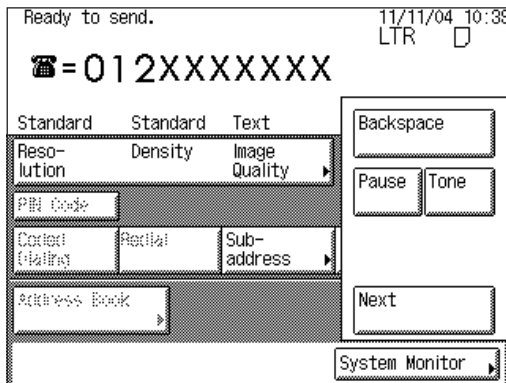 Ready to send. 11/11/04 10:38
LTR
☎=012XXXXXXX
Standard Standard Text
Reso-
lution
Density
Image
Quality
Backspace
Pause
Tone
PIN Code
Coded
Dialing
Redial
Sub-
address
Address Book
Next
System Monitor